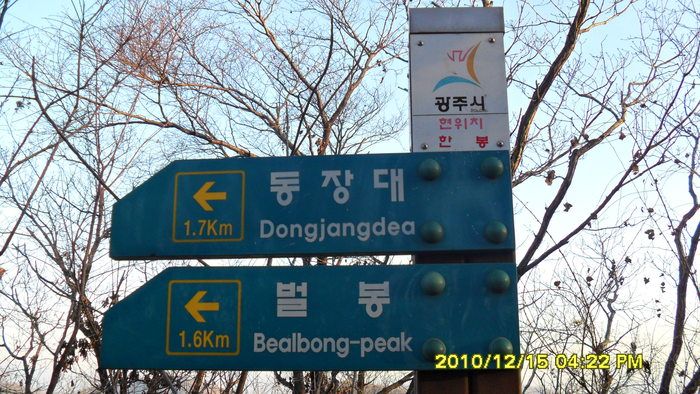 광주시
현위치
한 봉
동장대
1.7Km
Dongjangdea
벌 봉
1.6Km
Bealbong-peak
2010/12/15 04:22 PM